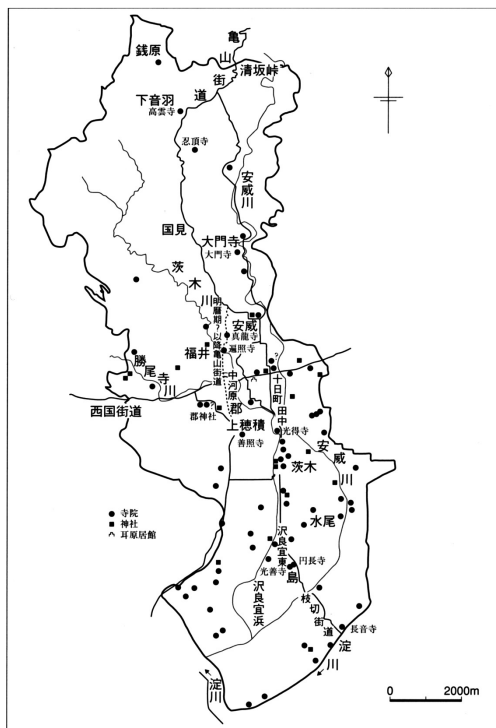 亀山街道
銭原
清坂峠
下音羽
高雲寺
忍頂寺
安威川
国見
大門寺
大門寺
茨木川
明暦期?以降亀山街道
安威
真龍寺
福井
遍照寺
勝尾寺川
中河原
郡
十日町
田中
西国街道
郡神社
上穂積
光得寺
善照寺
茨木
安威川
水尾
● 寺院
■ 神社
耳原居館
沢良宜東
円長寺
光善寺
島
沢良宜浜
枝切街道
長音寺
淀川
淀川
0 2000m